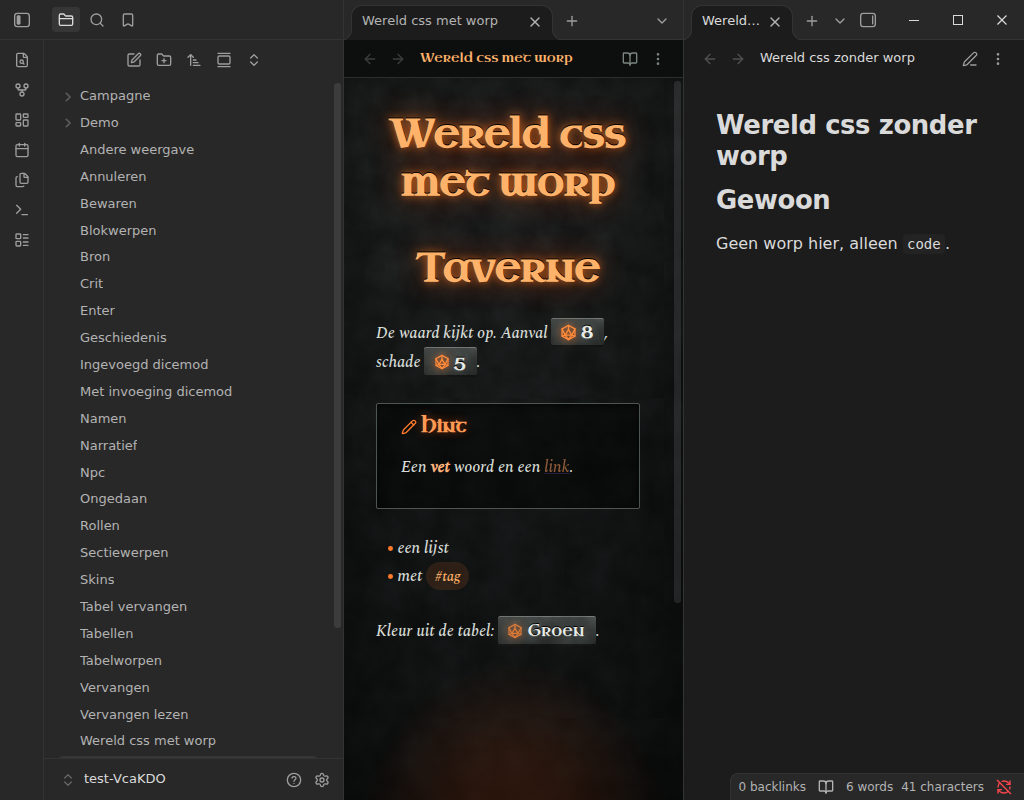 Wereld css met worp
Wereld...
Wereld css met worp
Wereld css zonder worp
Campagne
Demo
Andere weergave
Annuleren
Bewaren
Blokwerpen
Bron
Crit
Enter
Geschiedenis
Ingevoegd dicemod
Met invoeging dicemod
Namen
Narratief
Npc
Ongedaan
Rollen
Sectiewerpen
Skins
Tabel vervangen
Tabellen
Tabelworpen
Vervangen
Vervangen lezen
Wereld css met worp
test-VcaKDO
Wereld css
met worp
Taverne
De waard kijkt op. Aanval 8,
schade 5.
Hint
Een vet woord en een link.
een lijst
met #tag
Kleur uit de tabel: Groen.
Wereld css zonder
worp
Gewoon
Geen worp hier, alleen code.
0 backlinks 6 words 41 characters